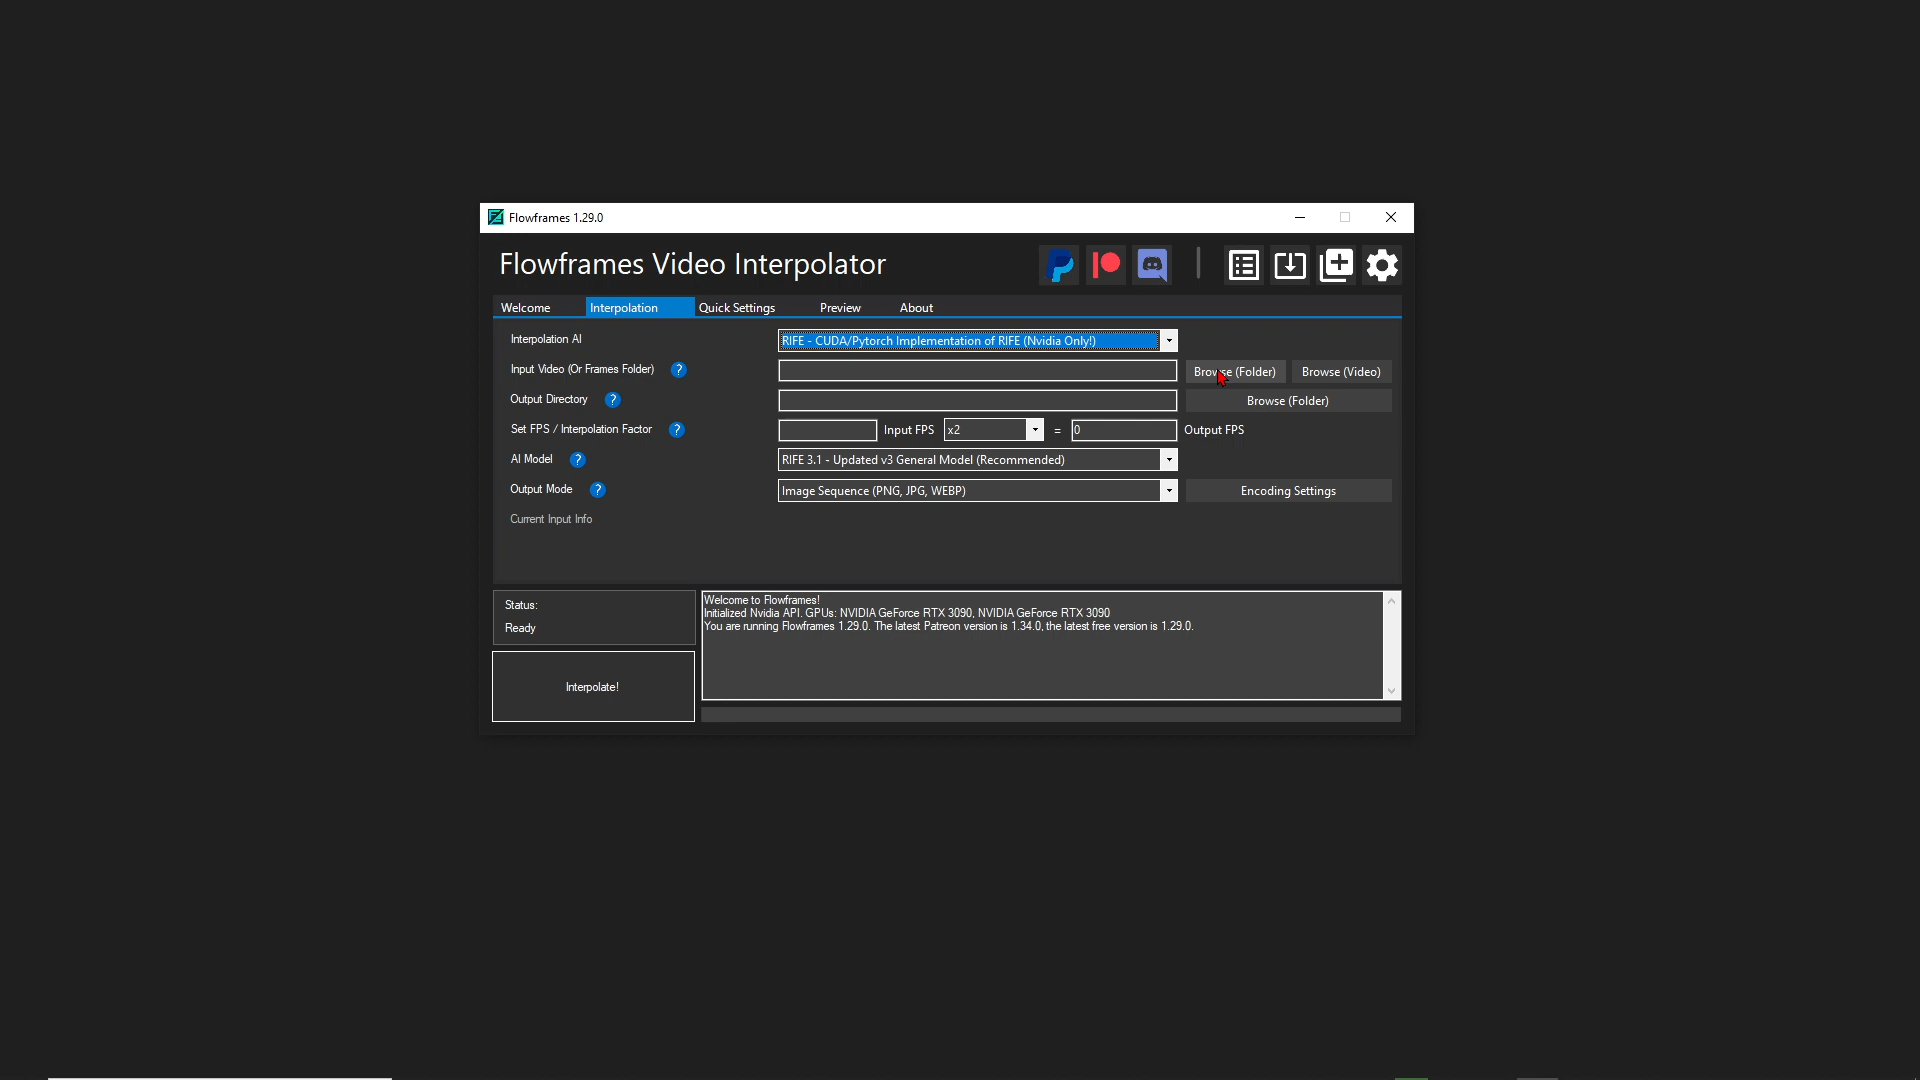 Flowframes 1.29.0
Flowframes Video Interpolator
Welcome Interpolation Quick Settings Preview About
Interpolation AI RIFE - CUDA/Pytorch Implementation of RIFE (Nvidia Only!)
Input Video (Or Frames Folder) ? Browse (Folder) Browse (Video)
Output Directory ? Browse (Folder)
Set FPS / Interpolation Factor ? Input FPS x2 = 0 Output FPS
AI Model ? RIFE 3.1 - Updated v3 General Model (Recommended)
Output Mode ? Image Sequence (PNG, JPG, WEBP) Encoding Settings
Current Input Info
Status:
Ready
Interpolate!
Welcome to Flowframes!
Initialized Nvidia API. GPUs: NVIDIA GeForce RTX 3090, NVIDIA GeForce RTX 3090
You are running Flowframes 1.29.0. The latest Patreon version is 1.34.0, the latest free version is 1.29.0.